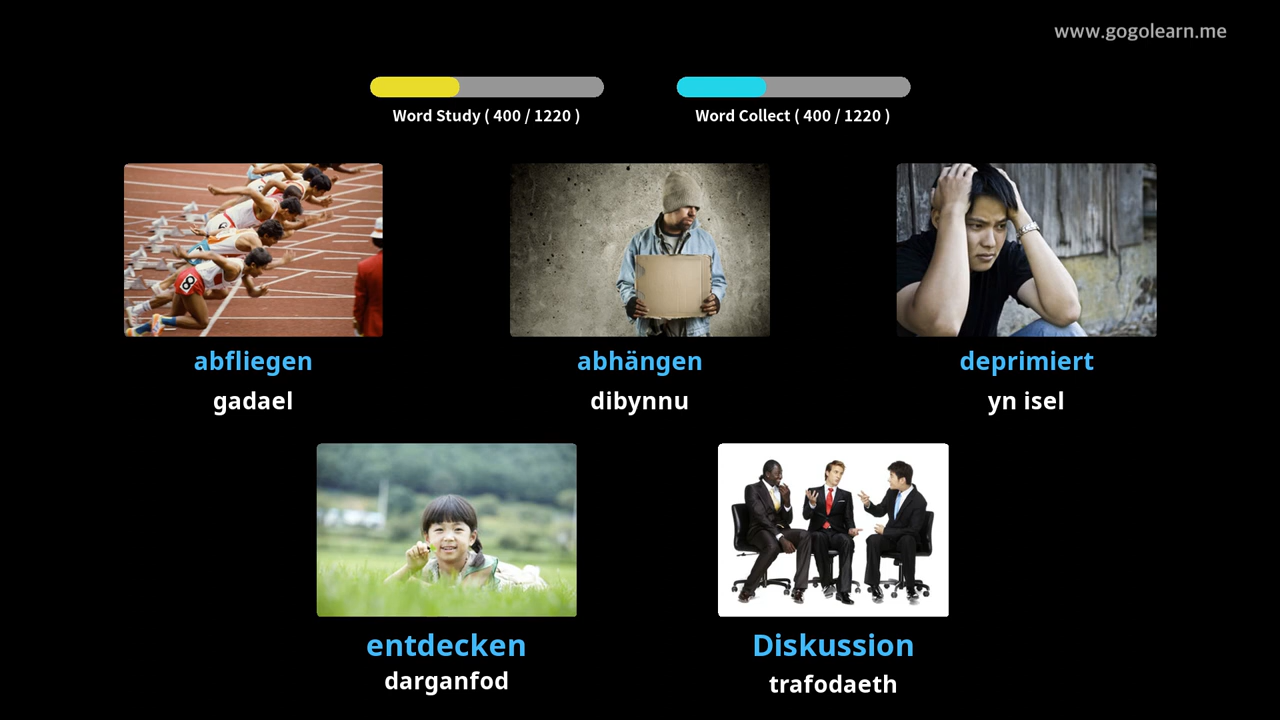 www.gogolearn.me
Word Study ( 400 / 1220 )
Word Collect ( 400 / 1220 )
8
abfliegen
abhängen
deprimiert
gadael
dibynnu
yn isel
entdecken
Diskussion
darganfod
trafodaeth